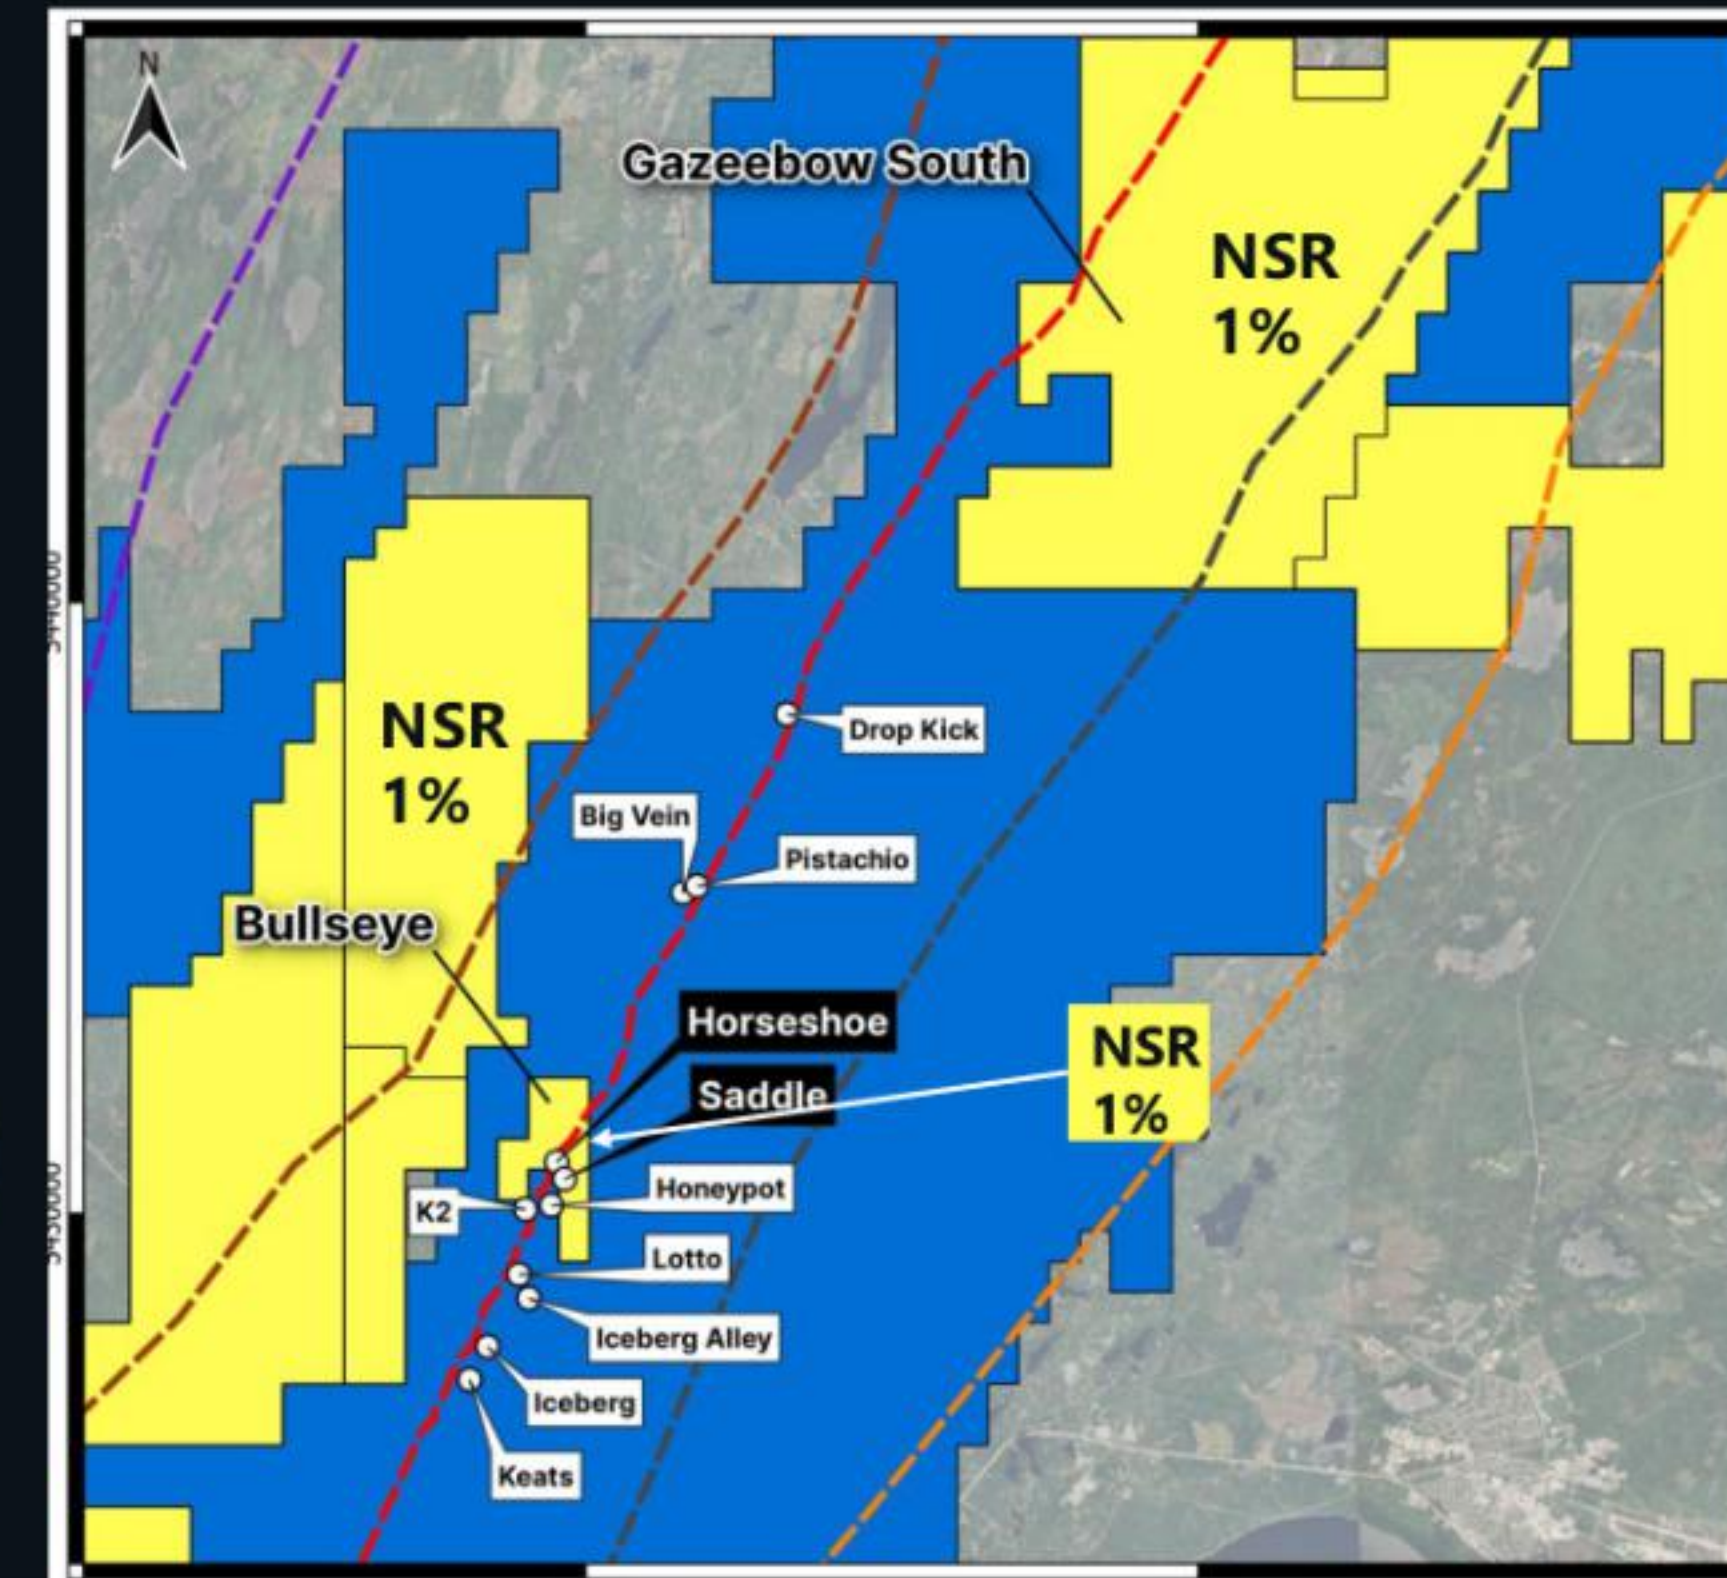 N
Gazeebow South
NSR
1%
NSR
1%
Drop Kick
Big Vein
Pistachio
Bullseye
Horseshoe
NSR
1%
Saddle
Honeypot
K2
Lotto
Iceberg Alley
Iceberg
Keats